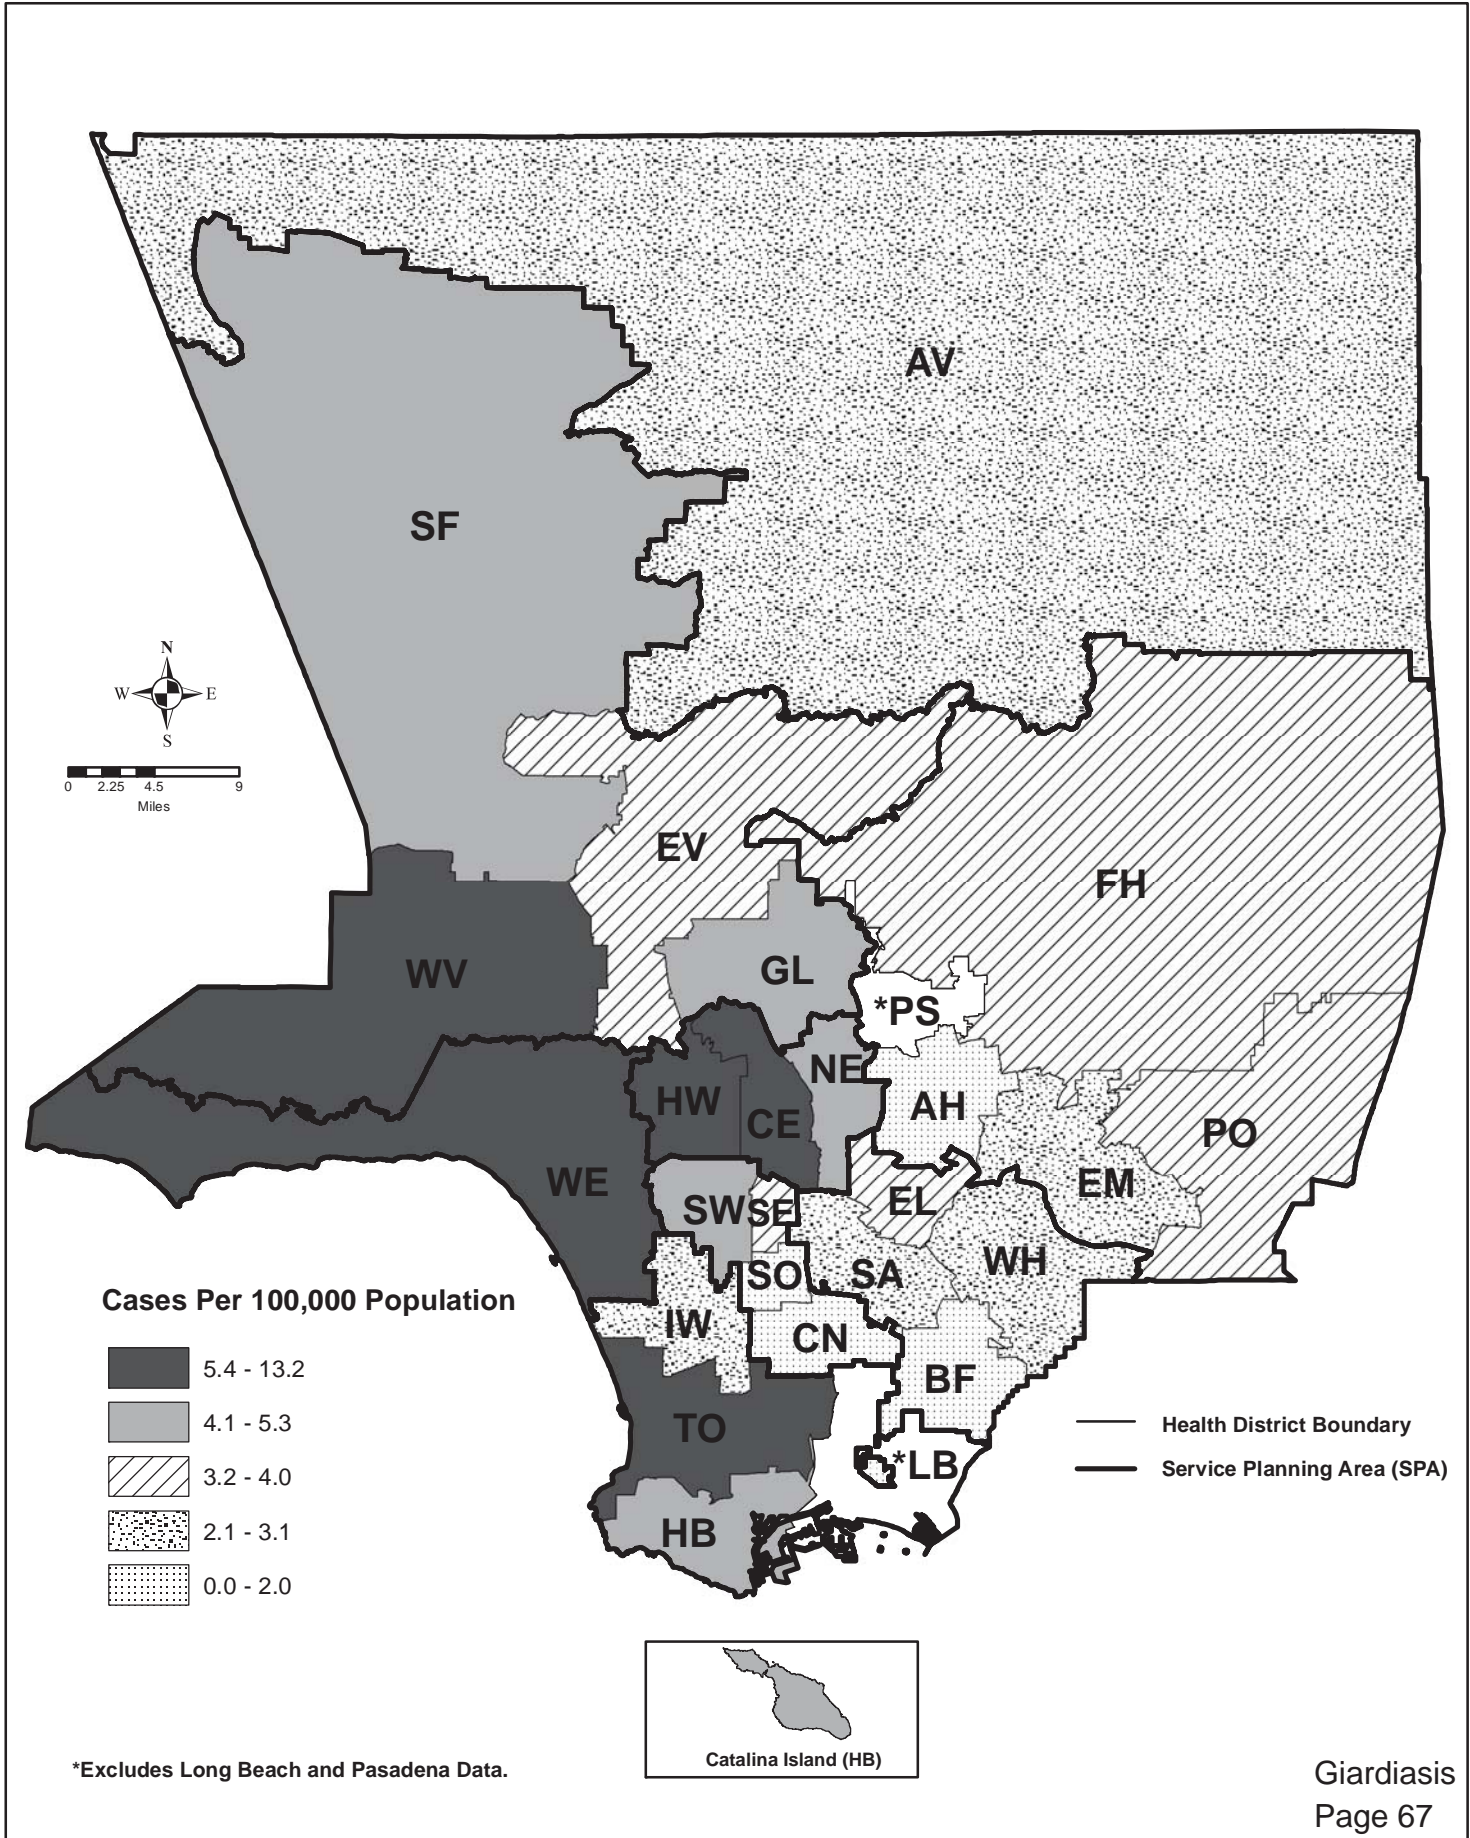 AV
SF
N
W E
S
0 2.25 4.5 9
Miles
EV
FH
WV
GL
*PS
NE
HW
AH
CE
PO
WE
EM
SW
SE
EL
WH
SO
SA
Cases Per 100,000 Population
IW
CN
5.4 - 13.2
BF
4.1 - 5.3
TO
Health District Boundary
3.2 - 4.0
*LB
Service Planning Area (SPA)
2.1 - 3.1
HB
0.0 - 2.0
Catalina Island (HB)
*Excludes Long Beach and Pasadena Data.
Giardiasis
Page 67